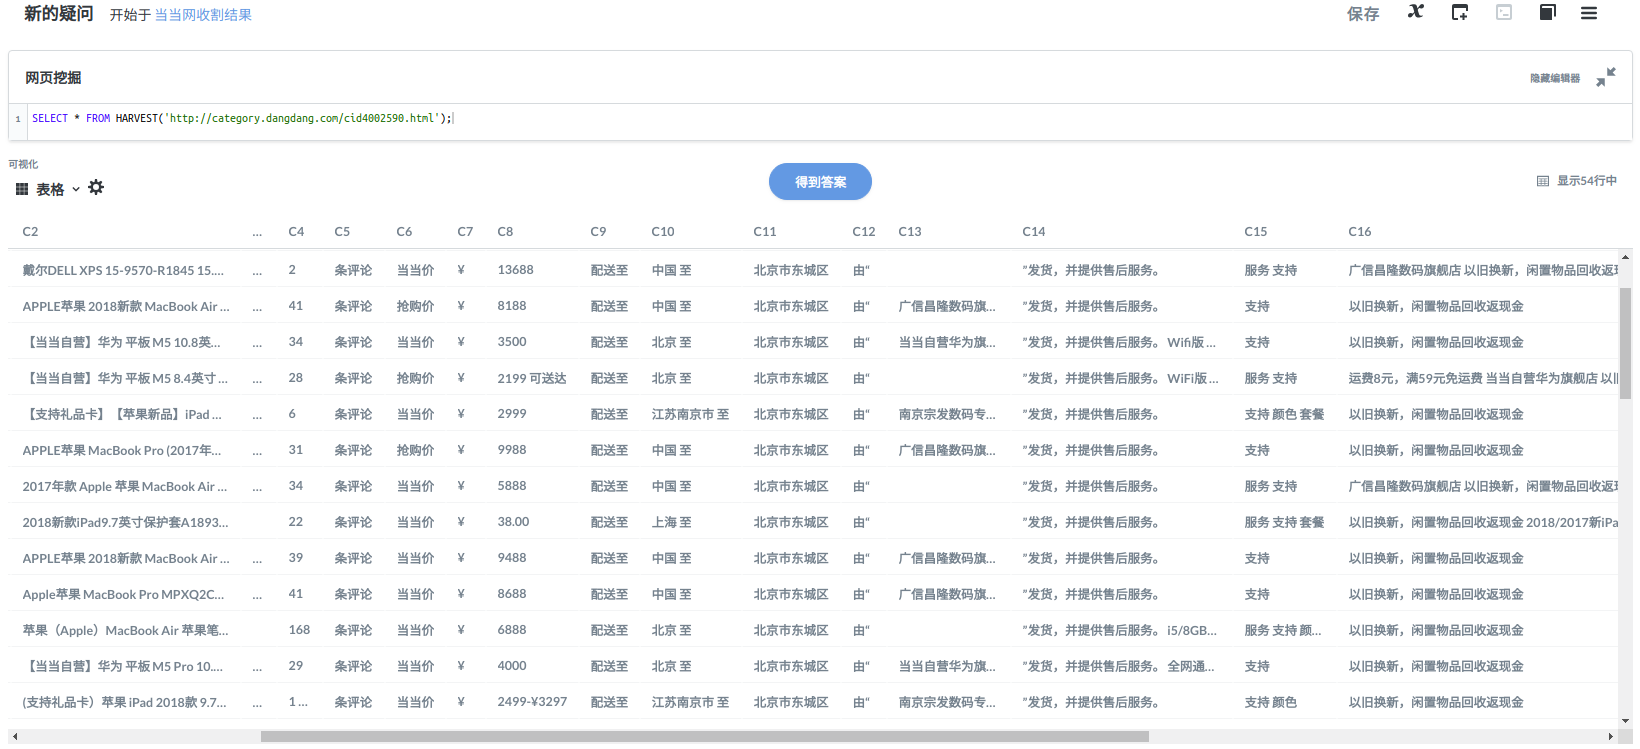 新的疑问 开始于 当当网收割结果 保存
网页挖掘 隐藏编辑器
1 SELECT * FROM HARVEST('http://category.dangdang.com/cid4002590.html');
可视化
表格 得到答案 显示54行中
C2 ... C4 C5 C6 C7 C8 C9 C10 C11 C12 C13 C14 C15 C16
戴尔DELL XPS 15-9570-R1845 15.... ... 2 条评论 当当价 ¥ 13688 配送至 中国 至 北京市东城区 由“ ”发货，并提供售后服务。 服务 支持 广信昌隆数码旗舰店 以旧换新，闲置物品回收返现
APPLE苹果 2018新款 MacBook Air ... ... 41 条评论 抢购价 ¥ 8188 配送至 中国 至 北京市东城区 由“ 广信昌隆数码旗... ”发货，并提供售后服务。 支持 以旧换新，闲置物品回收返现金
【当当自营】华为 平板 M5 10.8英... ... 34 条评论 当当价 ¥ 3500 配送至 北京 至 北京市东城区 由“ 当当自营华为旗... ”发货，并提供售后服务。 Wifi版 ... 支持 以旧换新，闲置物品回收返现金
【当当自营】华为 平板 M5 8.4英寸 ... ... 28 条评论 抢购价 ¥ 2199 可送达 配送至 北京 至 北京市东城区 由“ ”发货，并提供售后服务。 WiFi版 ... 服务 支持 运费8元，满59元免运费 当当自营华为旗舰店 以
【支持礼品卡】【苹果新品】iPad ... ... 6 条评论 当当价 ¥ 2999 配送至 江苏南京市 至 北京市东城区 由“ 南京宗发数码专... ”发货，并提供售后服务。 支持 颜色 套餐 以旧换新，闲置物品回收返现金
APPLE苹果 MacBook Pro (2017年... ... 31 条评论 抢购价 ¥ 9988 配送至 中国 至 北京市东城区 由“ 广信昌隆数码旗... ”发货，并提供售后服务。 支持 以旧换新，闲置物品回收返现金
2017年款 Apple 苹果 MacBook Air ... ... 34 条评论 当当价 ¥ 5888 配送至 中国 至 北京市东城区 由“ ”发货，并提供售后服务。 服务 支持 广信昌隆数码旗舰店 以旧换新，闲置物品回收返现
2018新款iPad9.7英寸保护套A1893... ... 22 条评论 当当价 ¥ 38.00 配送至 上海 至 北京市东城区 由“ ”发货，并提供售后服务。 服务 支持 套餐 以旧换新，闲置物品回收返现金 2018/2017新iPa
APPLE苹果 2018新款 MacBook Air ... ... 39 条评论 当当价 ¥ 9488 配送至 中国 至 北京市东城区 由“ 广信昌隆数码旗... ”发货，并提供售后服务。 支持 以旧换新，闲置物品回收返现金
Apple苹果 MacBook Pro MPXQ2C... ... 41 条评论 当当价 ¥ 8688 配送至 中国 至 北京市东城区 由“ 广信昌隆数码旗... ”发货，并提供售后服务。 支持 以旧换新，闲置物品回收返现金
苹果（Apple）MacBook Air 苹果笔... ... 168 条评论 当当价 ¥ 6888 配送至 北京 至 北京市东城区 由“ ”发货，并提供售后服务。 i5/8GB... 服务 支持 颜... 以旧换新，闲置物品回收返现金
【当当自营】华为 平板 M5 Pro 10.... ... 29 条评论 当当价 ¥ 4000 配送至 北京 至 北京市东城区 由“ 当当自营华为旗... ”发货，并提供售后服务。 全网通... 支持 以旧换新，闲置物品回收返现金
(支持礼品卡）苹果 iPad 2018款 9.7... ... 1 ... 条评论 当当价 ¥ 2499-¥3297 配送至 江苏南京市 至 北京市东城区 由“ 南京宗发数码专... ”发货，并提供售后服务。 支持 颜色 以旧换新，闲置物品回收返现金